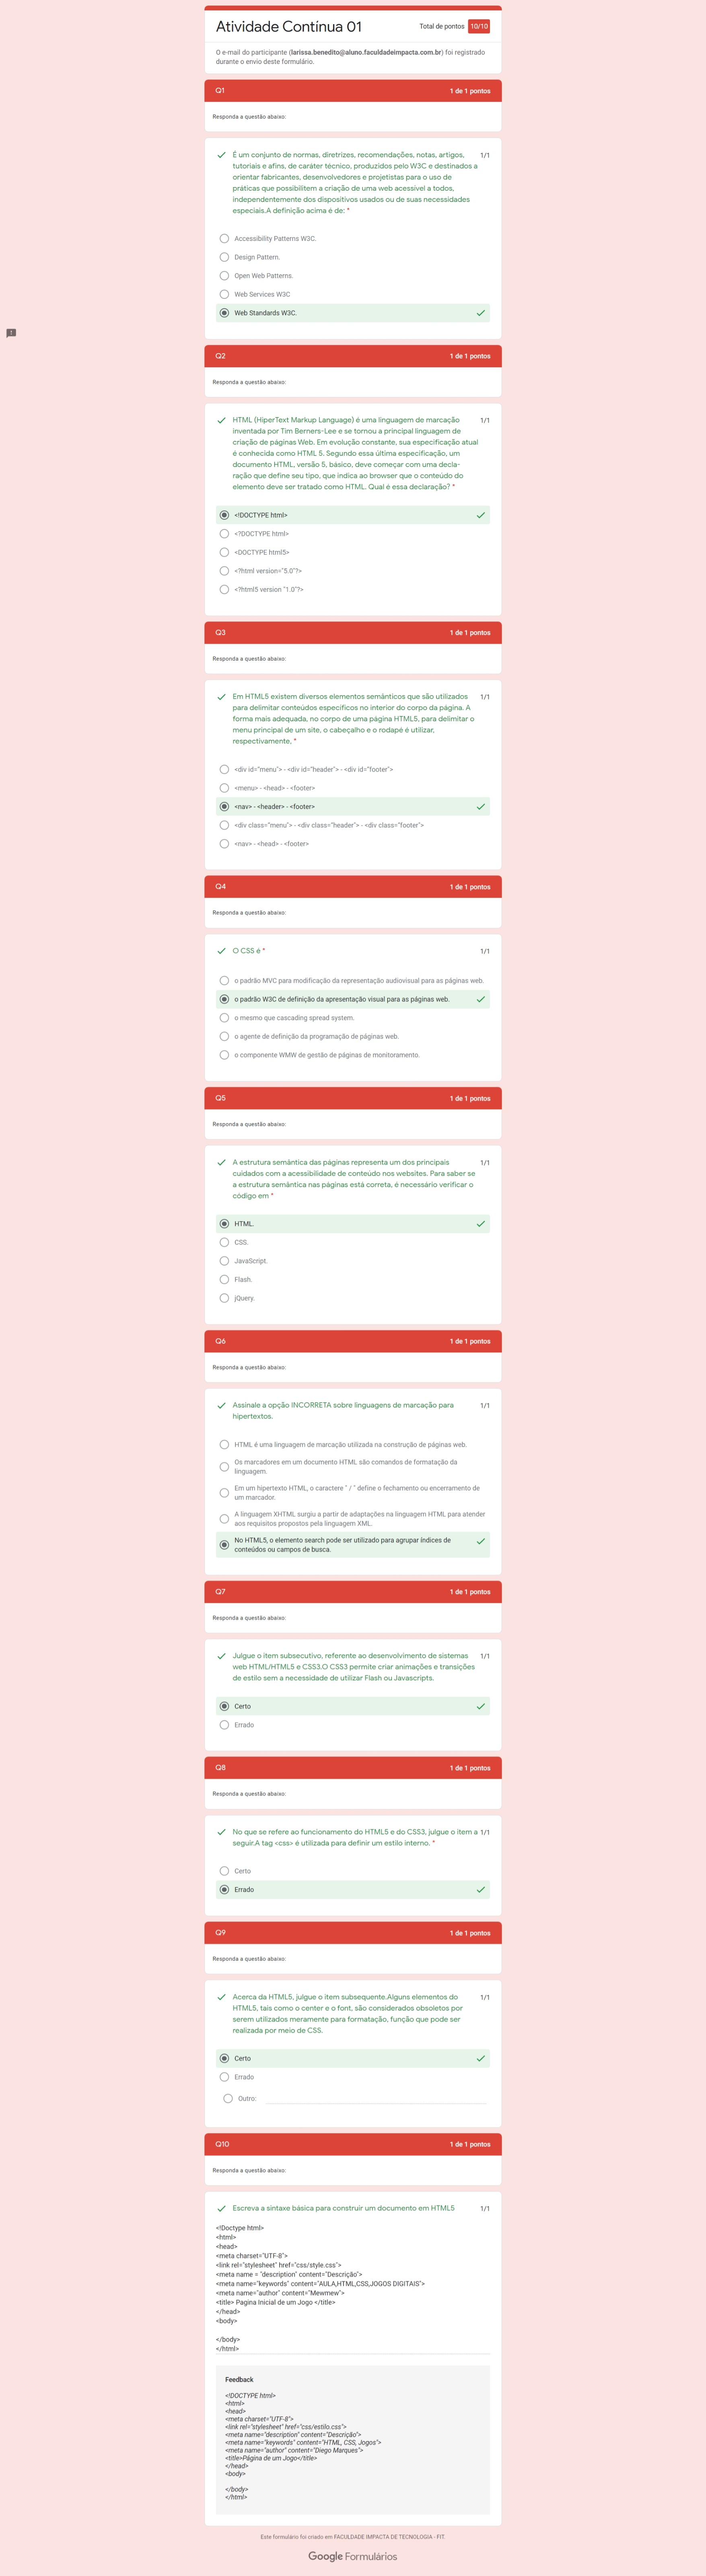 Atividade Continua 01
Total de pontos 10/10
O e-mail do participante (larissa.benedito@aluno.faculdadeimpacta.com.br) foi registrado
durante o envio deste formulário.
Q1
1 de 1 pontos
Responda a questão abaixo:
É um conjunto de normas, diretrizes, recomendações, notas, artigos, 1/1
tutoriais e afins, de caráter técnico, produzidos pelo W3C e destinados a
orientar fabricantes, desenvolvedores e projetistas para o uso de
práticas que possibilitem a criação de uma web acessível a todos,
independentemente dos dispositivos usados ou de suas necessidades
especiais.A definição acima é de: *
Accessibility Patterns W3C.
Design Pattern.
Open Web Patterns.
Web Services W3C
Web Standards W3C.
Q2
1 de 1 pontos
Responda a questão abaixo:
HTML (HiperText Markup Language) é uma linguagem de marcação 1/1
inventada por Tim Berners-Lee e se tornou a principal linguagem de
criação de páginas Web. Em evolução constante, sua especificação atual
é conhecida como HTML 5. Segundo essa última especificação, um
documento HTML, versão 5, básico, deve começar com uma decla-
ração que define seu tipo, que indica ao browser que o conteúdo do
elemento deve ser tratado como HTML. Qual é essa declaração? *
<!DOCTYPE html>
<?DOCTYPE html>
<DOCTYPE html5>
<?html version="5.0"?>
<?html5 version "1.0"?>
Q3
1 de 1 pontos
Responda a questão abaixo:
Em HTML5 existem diversos elementos semânticos que são utilizados 1/1
para delimitar conteúdos específicos no interior do corpo da página. A
forma mais adequada, no corpo de uma página HTML5, para delimitar o
menu principal de um site, o cabeçalho e o rodapé é utilizar,
respectivamente, *
<div id="menu"> - <div id="header"> - <div id="footer">
<menu> - <head> - <footer>
<nav> - <header> - <footer>
<div class="menu"> - <div class="header"> - <div class="footer">
<nav> - <head> - <footer>
Q4
1 de 1 pontos
Responda a questão abaixo:
O CSS é * 1/1
o padrão MVC para modificação da representação audiovisual para as páginas web.
o padrão W3C de definição da apresentação visual para as páginas web.
o mesmo que cascading spread system.
o agente de definição da programação de páginas web.
o componente WMW de gestão de páginas de monitoramento.
Q5
1 de 1 pontos
Responda a questão abaixo:
A estrutura semântica das páginas representa um dos principais 1/1
cuidados com a acessibilidade de conteúdo nos websites. Para saber se
a estrutura semântica nas páginas está correta, é necessário verificar o
código em *
HTML.
CSS.
JavaScript.
Flash.
jQuery.
Q6
1 de 1 pontos
Responda a questão abaixo:
Assinale a opção INCORRETA sobre linguagens de marcação para 1/1
hipertextos.
HTML é uma linguagem de marcação utilizada na construção de páginas web.
Os marcadores em um documento HTML são comandos de formatação da
linguagem.
Em um hipertexto HTML, o caractere " / " define o fechamento ou encerramento de
um marcador.
A linguagem XHTML surgiu a partir de adaptações na linguagem HTML para atender
aos requisitos propostos pela linguagem XML.
No HTML5, o elemento search pode ser utilizado para agrupar índices de
conteúdos ou campos de busca.
Q7
1 de 1 pontos
Responda a questão abaixo:
Julgue o item subsecutivo, referente ao desenvolvimento de sistemas 1/1
web HTML/HTML5 e CSS3.O CSS3 permite criar animações e transições
de estilo sem a necessidade de utilizar Flash ou Javascripts.
Certo
Errado
Q8
1 de 1 pontos
Responda a questão abaixo:
No que se refere ao funcionamento do HTML5 e do CSS3, julgue o item a 1/1
seguir.A tag <css> é utilizada para definir um estilo interno. *
Certo
Errado
Q9
1 de 1 pontos
Responda a questão abaixo:
Acerca da HTML5, julgue o item subsequente.Alguns elementos do 1/1
HTML5, tais como o center e o font, são considerados obsoletos por
serem utilizados meramente para formatação, função que pode ser
realizada por meio de CSS.
Certo
Errado
Outro:
Q10
1 de 1 pontos
Responda a questão abaixo:
Escreva a sintaxe básica para construir um documento em HTML5 1/1
<!Doctype html>
<html>
<head>
<meta charset="UTF-8">
<link rel="stylesheet" href="css/style.css">
<meta name = "description" content="Descrição">
<meta name="keywords" content="AULA,HTML,CSS,JOGOS DIGITAIS">
<meta name="author" content="Mewmew">
<title> Pagina Inicial de um Jogo </title>
</head>
<body>
</body>
</html>
Feedback
<!DOCTYPE html>
<html>
<head>
<meta charset="UTF-8">
<link rel="stylesheet" href="css/estilo.css">
<meta name="description" content="Descrição">
<meta name="keywords" content="HTML, CSS, Jogos">
<meta name="author" content="Diego Marques">
<title>Página de um Jogo</title>
</head>
<body>
</body>
</html>
Este formulário foi criado em FACULDADE IMPACTA DE TECNOLOGIA - FIT.
Google Formulários